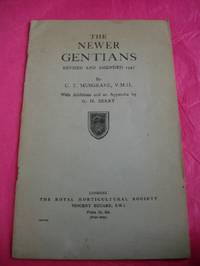 THE
NEWER
GENTIANS
REVISED AND AMENDED
By
C. T. MUSGRAVE, V.M.H.
With Additions and an Appendix by
G. H. BERRY
LONDON:
THE ROYAL HORTICULTURAL SOCIETY
VINCENT SQUARE, S.W.1